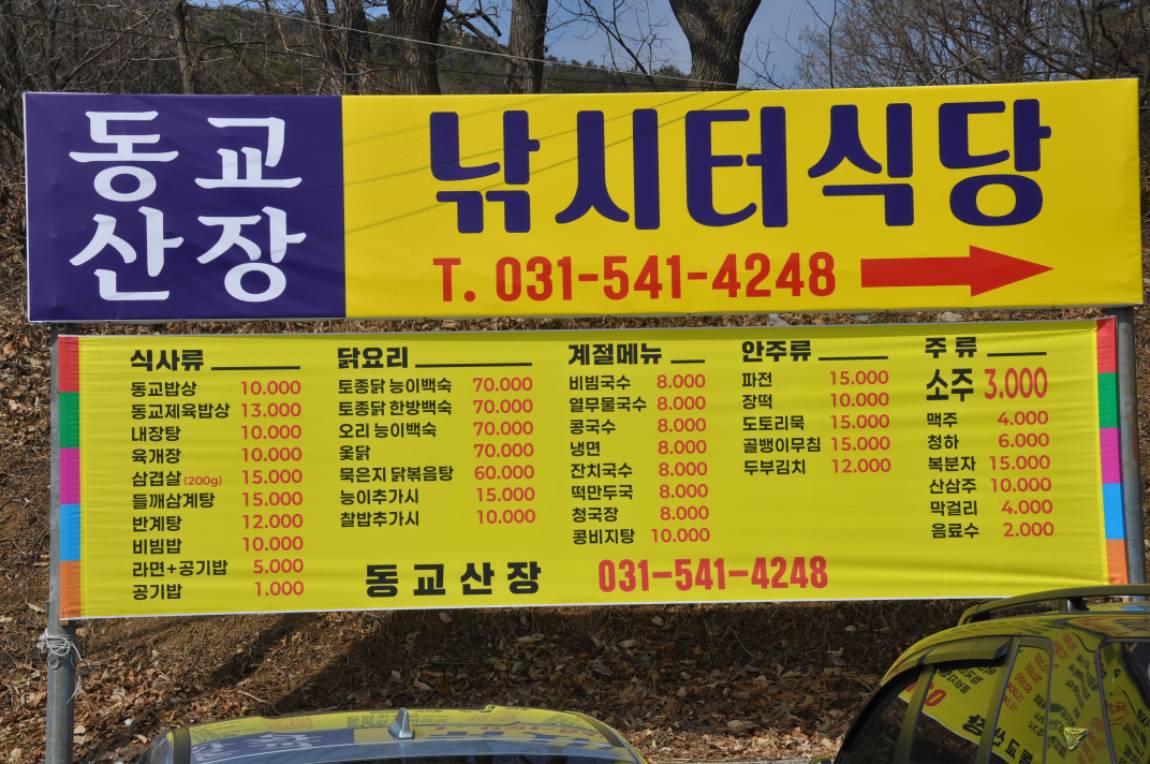 동교
산장
낚시터식당
T. 031-541-4248
식사류
동교밥상 10.000
동교제육밥상 13.000
내장탕 10.000
육개장 10.000
삼겹살 (200g) 15.000
들깨삼계탕 15.000
반계탕 12.000
비빔밥 10.000
라면+공기밥 5.000
공기밥 1.000
닭요리
토종닭 능이백숙 70.000
토종닭 한방백숙 70.000
오리 능이백숙 70.000
옻닭 70.000
묵은지 닭볶음탕 60.000
능이추가시 15.000
찰밥추가시 10.000
계절메뉴
비빔국수 8.000
열무물국수 8.000
콩국수 8.000
냉면 8.000
잔치국수 8.000
떡만두국 8.000
청국장 8.000
콩비지탕 10.000
안주류
파전 15.000
장떡 10.000
도토리묵 15.000
골뱅이무침 15.000
두부김치 12.000
주 류
소주 3.000
맥주 4.000
청하 6.000
복분자 15.000
산삼주 10.000
막걸리 4.000
음료수 2.000
동교산장 031-541-4248